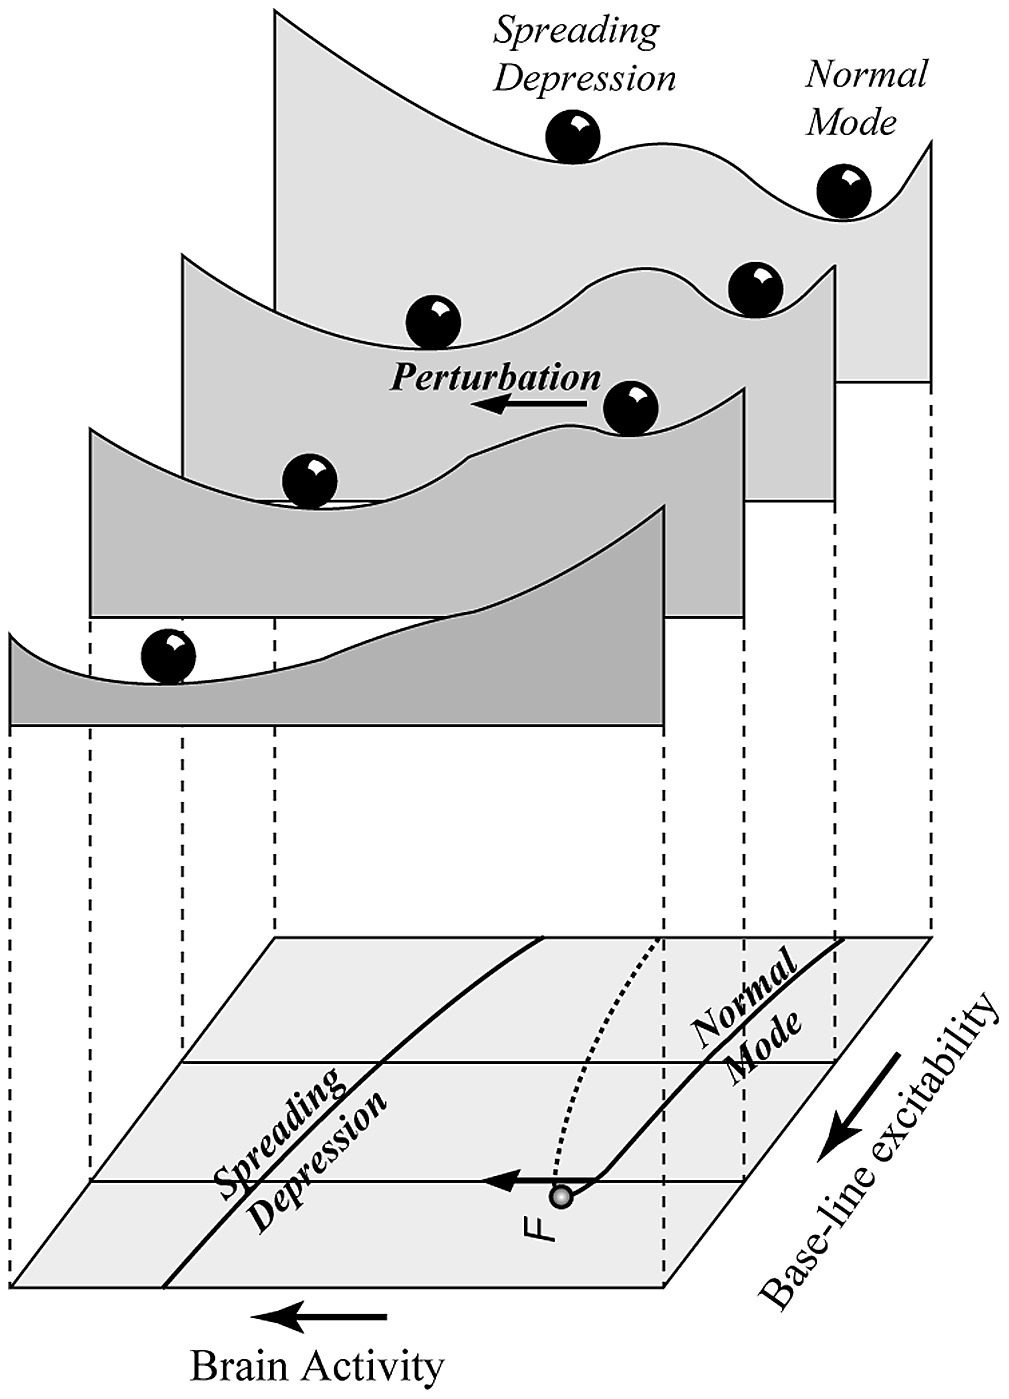 Spreading
Depression
Normal
Mode
Perturbation
Normal
Mode
Spreading
Depression
F
Base-line excitability
Brain Activity